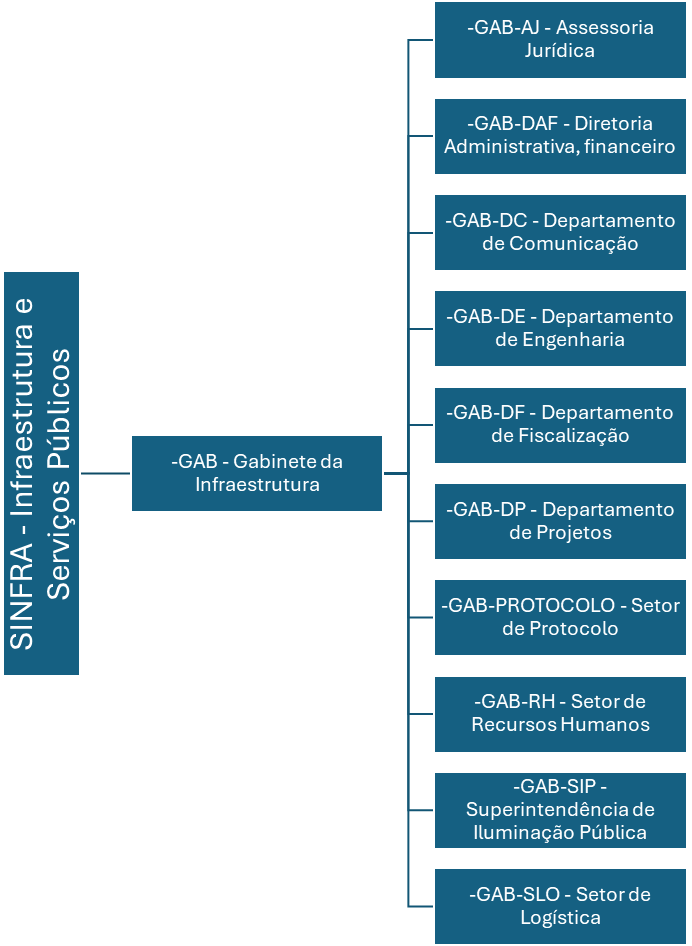 SINFRA - Infraestrutura e
Serviços Públicos
-GAB - Gabinete da
Infraestrutura
-GAB-AJ - Assessoria
Jurídica
-GAB-DAF - Diretoria
Administrativa, financeiro
-GAB-DC - Departamento
de Comunicação
-GAB-DE - Departamento
de Engenharia
-GAB-DF - Departamento
de Fiscalização
-GAB-DP - Departamento
de Projetos
-GAB-PROTOCOLO - Setor
de Protocolo
-GAB-RH - Setor de
Recursos Humanos
-GAB-SIP -
Superintendência de
Iluminação Pública
-GAB-SLO - Setor de
Logística